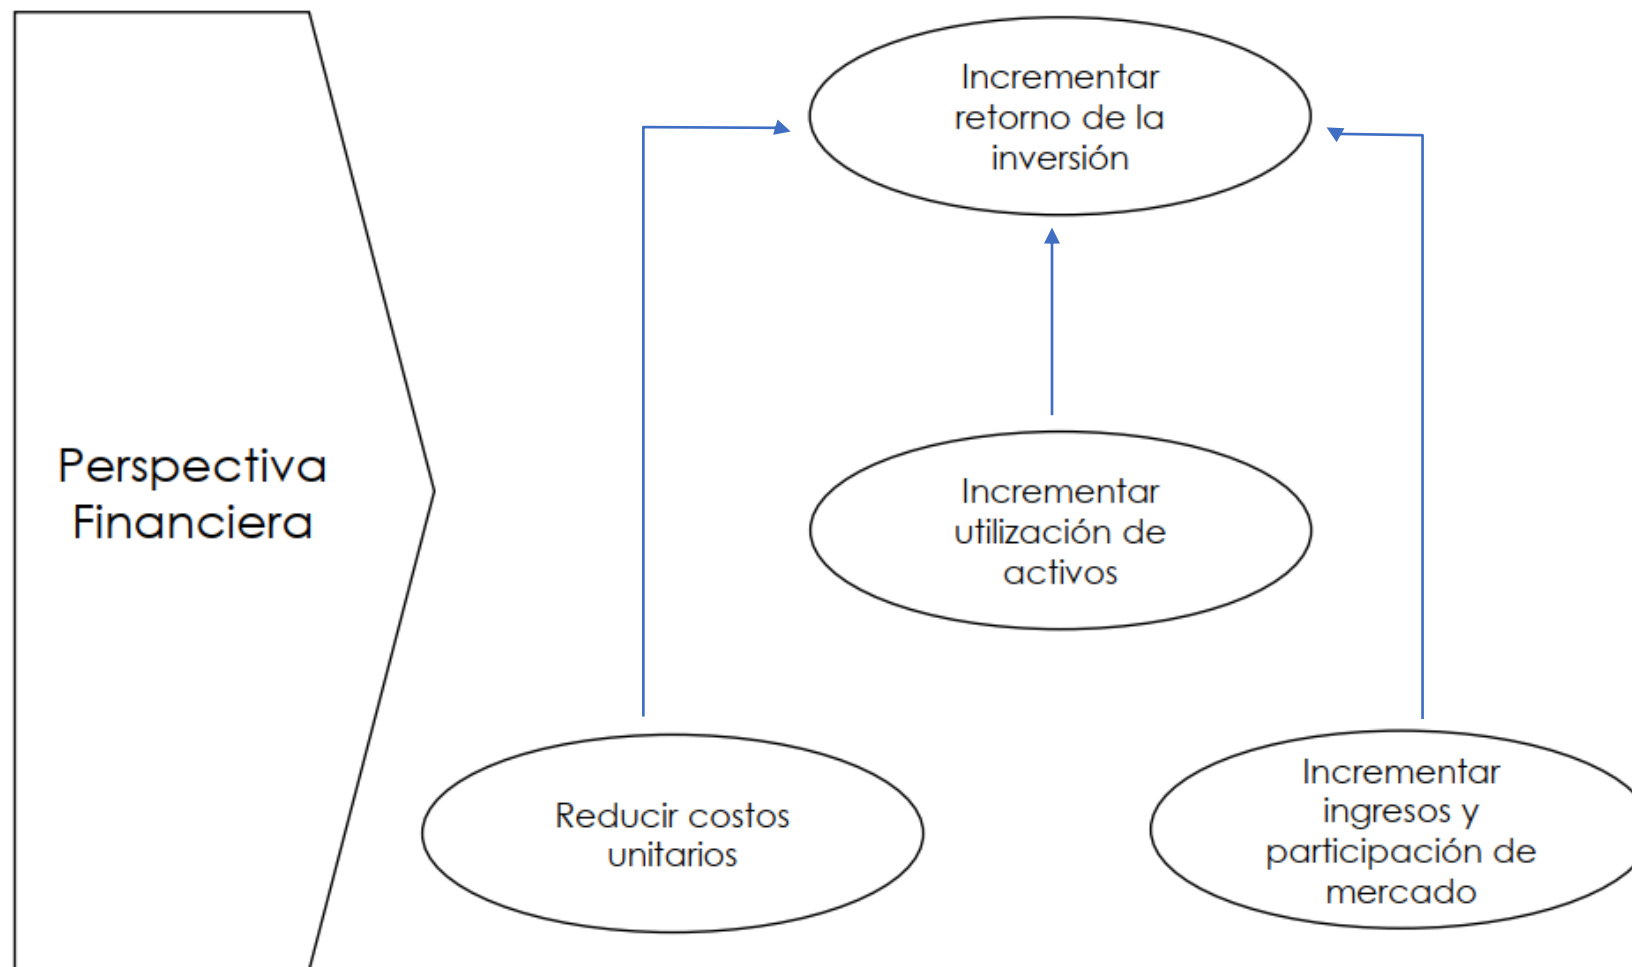 Perspectiva
Financiera
Incrementar
retorno de la
inversión
Incrementar
utilización de
activos
Reducir costos
unitarios
Incrementar
ingresos y
participación de
mercado